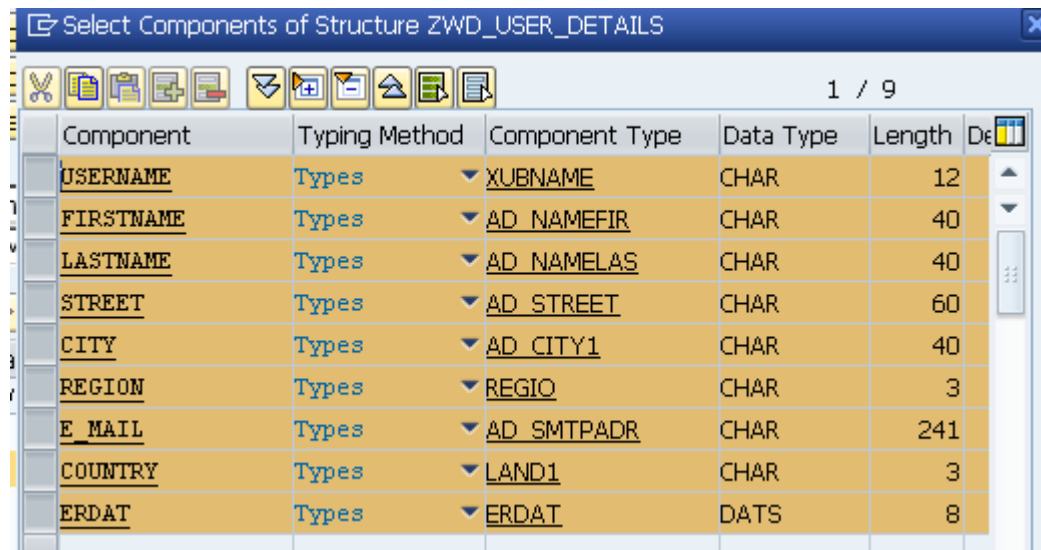 Select Components of Structure ZWD_USER_DETAILS
1 / 9
Component Typing Method Component Type Data Type Length De
USERNAME Types XUBNAME CHAR 12
FIRSTNAME Types AD_NAMEFIR CHAR 40
LASTNAME Types AD_NAMELAS CHAR 40
STREET Types AD_STREET CHAR 60
CITY Types AD_CITY1 CHAR 40
REGION Types REGIO CHAR 3
E_MAIL Types AD_SMTPADR CHAR 241
COUNTRY Types LAND1 CHAR 3
ERDAT Types ERDAT DATS 8